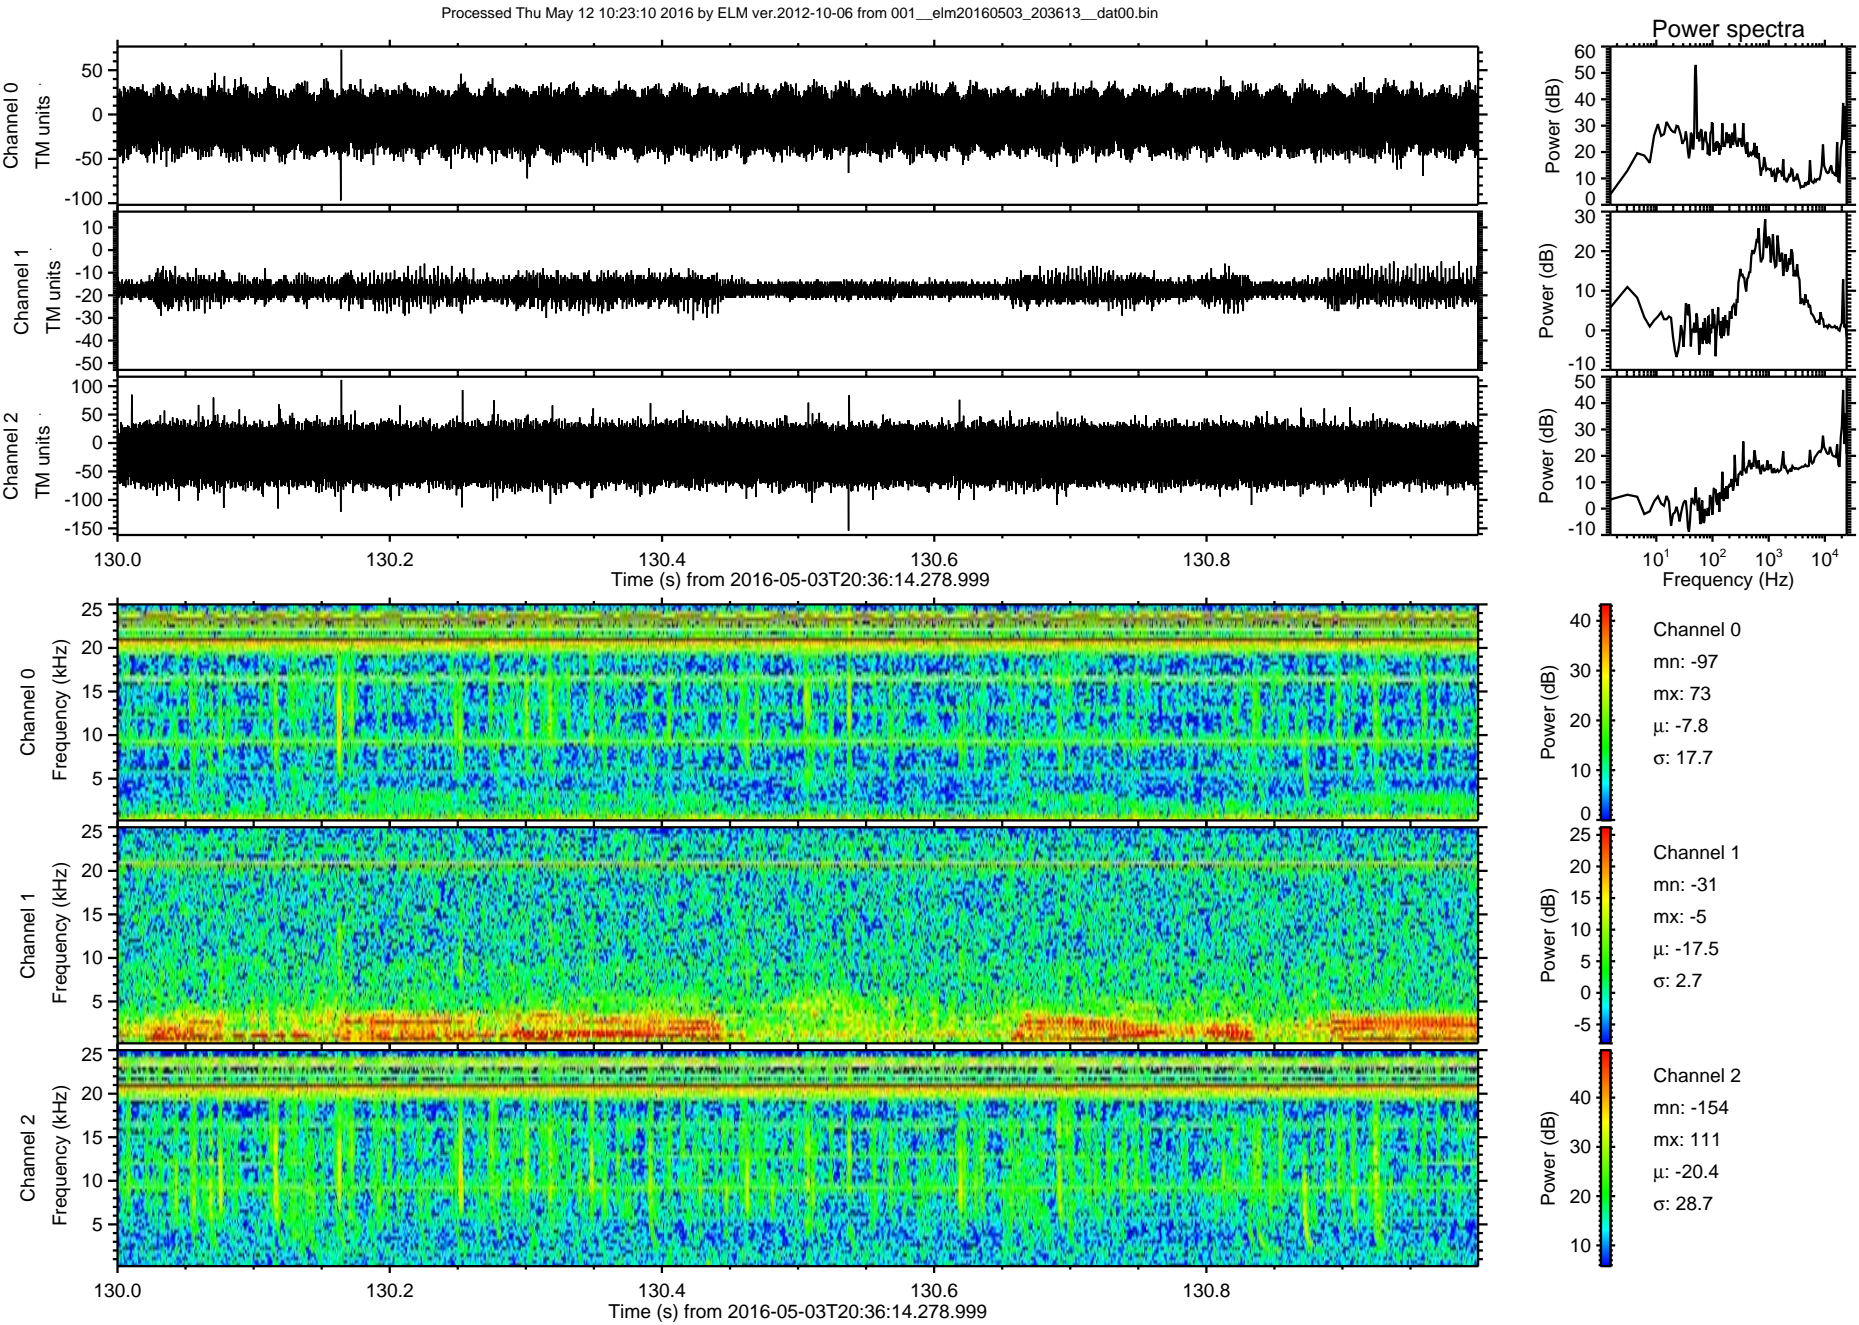 Processed Thu May 12 10:23:10 2016 by ELM ver.2012-10-06 from 001__elm20160503_203613__dat00.bin
Power spectra
Channel 0
TM units
50
0
-50
-100
Power (dB)
60
50
40
30
20
10
0
Channel 1
TM units
10
0
-10
-20
-30
-40
-50
Power (dB)
30
20
10
0
-10
Channel 2
TM units
100
50
0
-50
-100
-150
Power (dB)
50
40
30
20
10
0
-10
130.0 130.2 130.4 130.6 130.8
Time (s) from 2016-05-03T20:36:14.278.999
10¹ 10² 10³ 10⁴
Frequency (Hz)
Channel 0
Frequency (kHz)
25
20
15
10
5
Power (dB)
40
30
20
10
0
Channel 0
mn: -97
mx: 73
μ: -7.8
σ: 17.7
Channel 1
Frequency (kHz)
25
20
15
10
5
Power (dB)
25
20
15
10
5
0
-5
Channel 1
mn: -31
mx: -5
μ: -17.5
σ: 2.7
Channel 2
Frequency (kHz)
25
20
15
10
5
Power (dB)
40
30
20
10
Channel 2
mn: -154
mx: 111
μ: -20.4
σ: 28.7
130.0 130.2 130.4 130.6 130.8
Time (s) from 2016-05-03T20:36:14.278.999